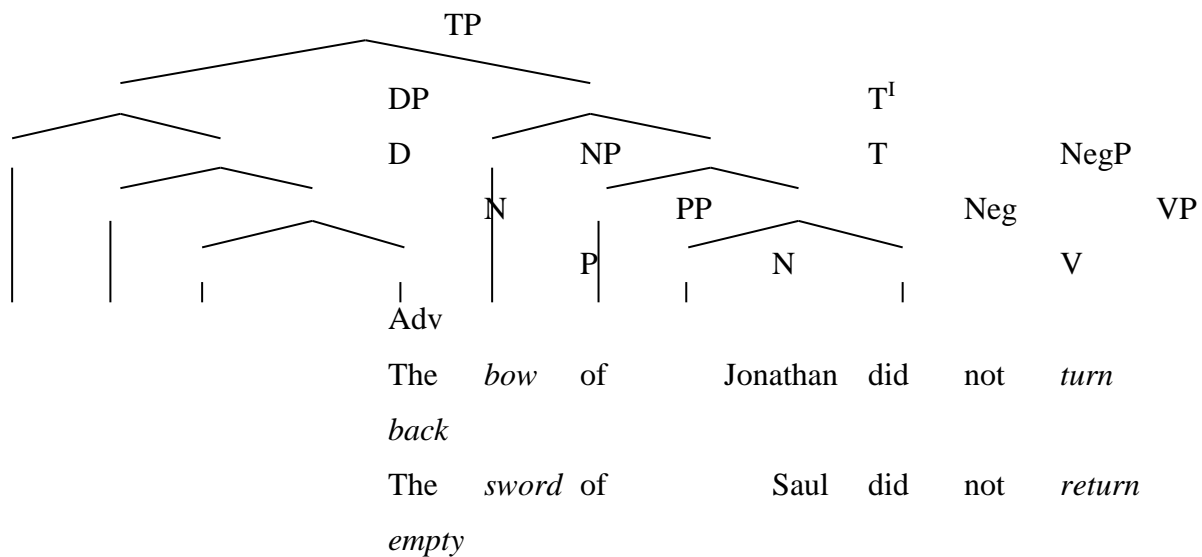 TP
DP T^I
D NP T NegP
N PP Neg VP
P N V
Adv
The bow of Jonathan did not turn
back
The sword of Saul did not return
empty